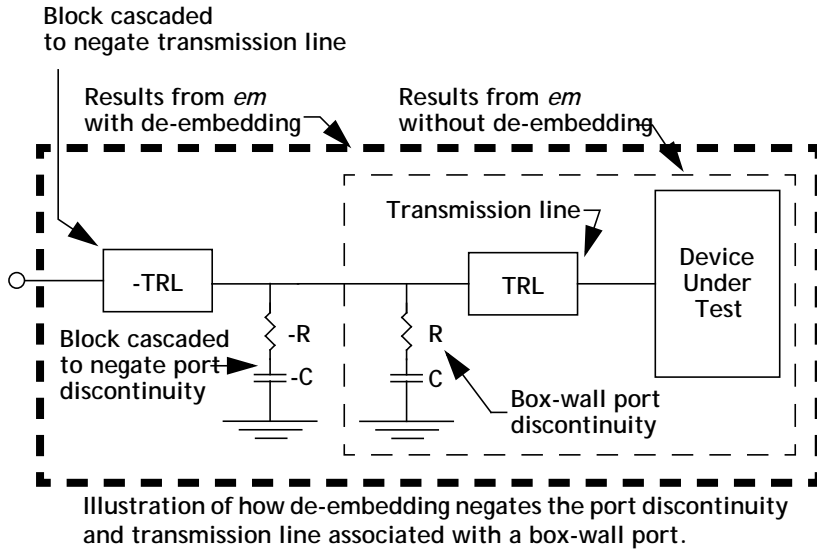 Block cascaded
to negate transmission line
Results from em
with de-embedding
Results from em
without de-embedding
Transmission line
-TRL
TRL
Device
Under
Test
-R
R
Block cascaded
to negate port
discontinuity
-C
C
Box-wall port
discontinuity
Illustration of how de-embedding negates the port discontinuity
and transmission line associated with a box-wall port.